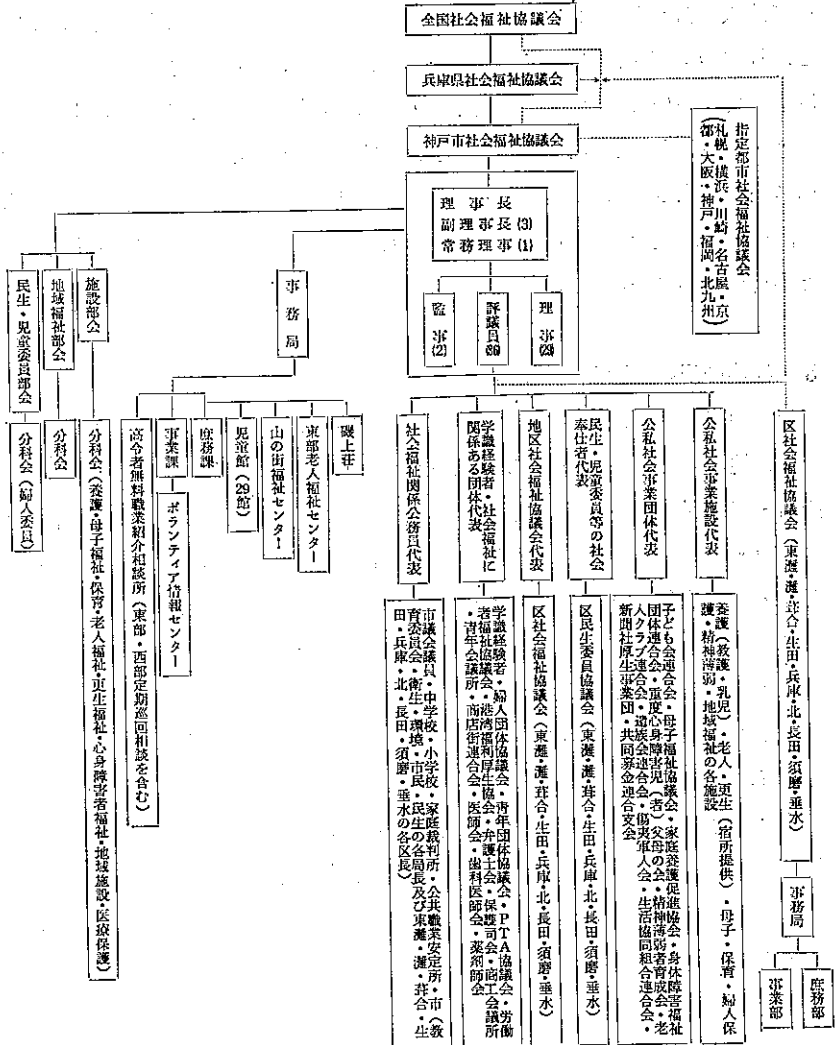 全国社会福祉協議会
兵庫県社会福祉協議会
神戸市社会福祉協議会
指定都市社会福祉協議会
(札幌・横浜・川崎・名古屋・京
都・大阪・神戸・福岡・北九州)
理事長
副理事長(3)
常務理事(1)
理事
評議員
監事(2)
事務局
施設部会
地域福祉部会
民生・児童委員部会
分科会(養護・母子福祉・保育・老人福祉・更生福祉・心身障害者福祉・地域施設・医療保護)
分科会
分科会(婦人委員)
磯上荘
東部老人福祉センター
山の街福祉センター
児童館(29館)
庶務課
事業課
ボランティア情報センター
高令者無料職業紹介相談所(東部・西部定期巡回相談を含む)
区社会福祉協議会(東灘・灘・葺合・生田・兵庫・北・長田・須磨・垂水)
事務局
庶務部
事業部
公私社会事業施設代表
養護(教護・乳児)・老人・更生(宿所提供)・母子・保育・婦人保
護・精神薄弱・地域福祉の各施設
公私社会事業団体代表
子ども会連合会・母子福祉協議会・家庭養護促進協会・身体障害福祉
団体連合会・重度心身障害児(者)父母の会・精神薄弱者育成会・老
人クラブ連合会・遺族会連合会・傷夷軍人会・生活協同組合連合会・
新聞社厚生事業団・共同募金連合支会
民生・児童委員等の社会
奉仕者代表
区民生委員協議会(東灘・灘・葺合・生田・兵庫・北・長田・須磨・垂水)
地区社会福祉協議会代表
区社会福祉協議会(東灘・灘・葺合・生田・兵庫・北・長田・須磨・垂水)
学識経験者・社会福祉に
関係ある団体代表
学識経験者・婦人団体協議会・青年団体協議会・PTA協議会・労働
者福祉協議会・港湾福利厚生協会・弁護士会・保護司会・商工会議所
・青年会議所・商店街連合会・医師会・歯科医師会・薬剤師会
社会福祉関係公務員代表
市議会議員・中学校・小学校・家庭裁判所・公共職業安定所・市(教
育委員会・衛生・環境・市民・民生の各局長及び東灘・灘・葺合・生
田・兵庫・北・長田・須磨・垂水の各区長)